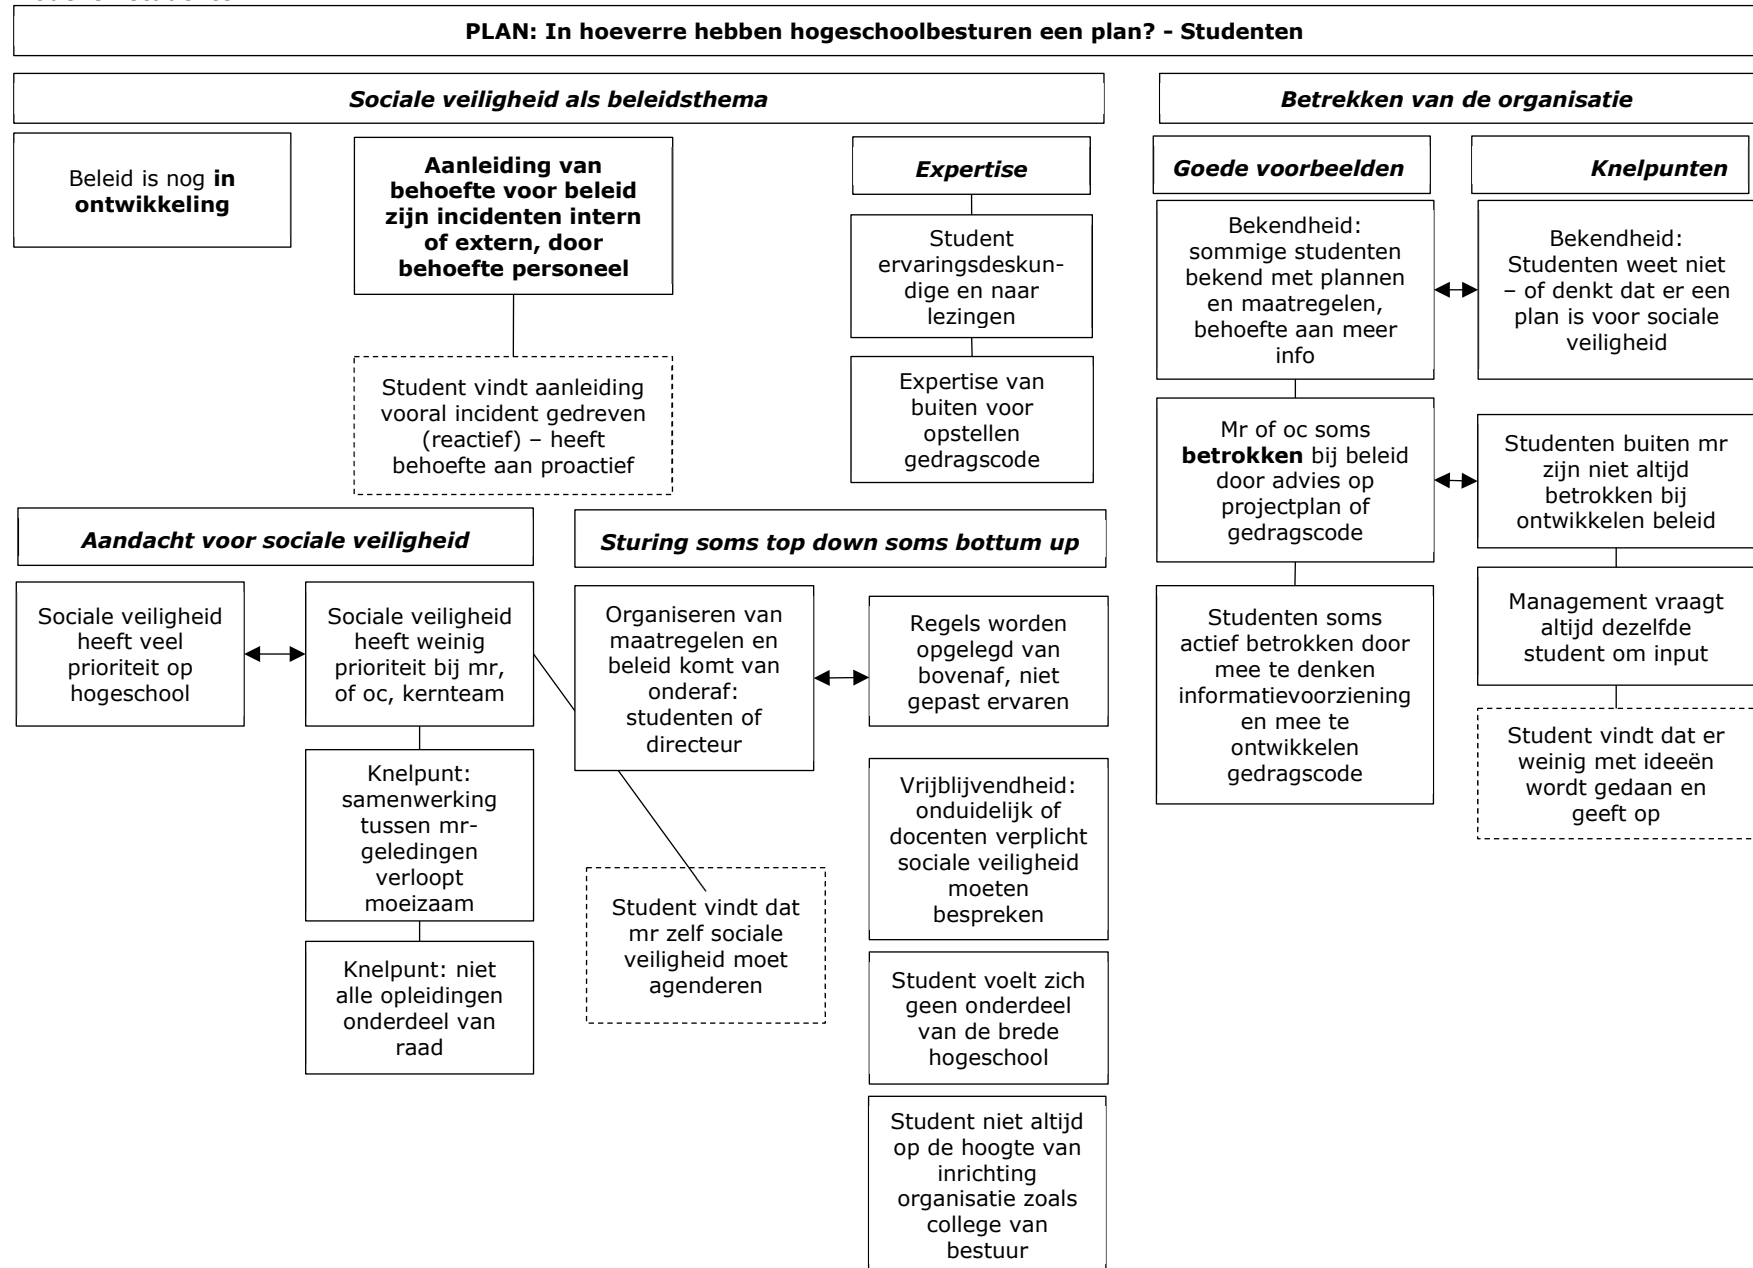 PLAN: In hoeverre hebben hogeschoolbesturen een plan? - Studenten
Sociale veiligheid als beleidsthema
Beleid is nog in
ontwikkeling
Aanleiding van
behoefte voor beleid
zijn incidenten intern
of extern, door
behoefte personeel
Student vindt aanleiding
vooral incident gedreven
(reactief) – heeft
behoefte aan proactief
Expertise
Student
ervaringsdeskun-
dige en naar
lezingen
Expertise van
buiten voor
opstellen
gedragscode
Aandacht voor sociale veiligheid
Sociale veiligheid
heeft veel
prioriteit op
hogeschool
Sociale veiligheid
heeft weinig
prioriteit bij mr,
of oc, kernteam
Knelpunt:
samenwerking
tussen mr-
geledingen
verloopt
moeizaam
Knelpunt: niet
alle opleidingen
onderdeel van
raad
Sturing soms top down soms bottum up
Organiseren van
maatregelen en
beleid komt van
onderaf:
studenten of
directeur
Student vindt dat
mr zelf sociale
veiligheid moet
agenderen
Regels worden
opgelegd van
bovenaf, niet
gepast ervaren
Vrijblijvendheid:
onduidelijk of
docenten verplicht
sociale veiligheid
moeten
bespreken
Student voelt zich
geen onderdeel
van de brede
hogeschool
Student niet altijd
op de hoogte van
inrichting
organisatie zoals
college van
bestuur
Betrekken van de organisatie
Goede voorbeelden
Bekendheid:
sommige studenten
bekend met plannen
en maatregelen,
behoefte aan meer
info
Mr of oc soms
betrokken bij beleid
door advies op
projectplan of
gedragscode
Studenten soms
actief betrokken door
mee te denken
informatievoorziening
en mee te
ontwikkelen
gedragscode
Knelpunten
Bekendheid:
Studenten weet niet
– of denkt dat er een
plan is voor sociale
veiligheid
Studenten buiten mr
zijn niet altijd
betrokken bij
ontwikkelen beleid
Management vraagt
altijd dezelfde
student om input
Student vindt dat er
weinig met ideeën
wordt gedaan en
geeft op